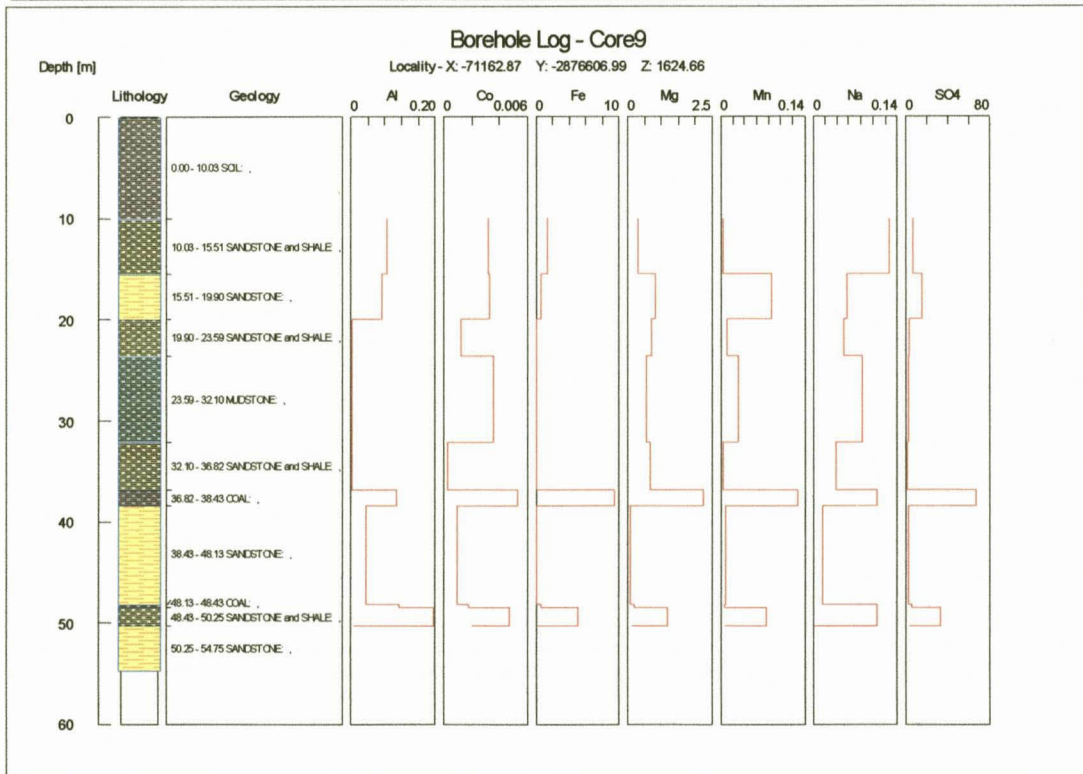 Borehole Log - Core9
Locality - X: -71162.87 Y: -2876606.99 Z: 1624.66
Depth [m]
Lithology Geology Al Co Fe Mg Mn Na SO4
0 0.20 0 0.006 0 10 0 2.5 0 0.14 0 0.14 0 80
0
0.00 - 10.03 SOIL: ,
10
10.03 - 15.51 SANDSTONE and SHALE: ,
15.51 - 19.90 SANDSTONE: ,
20
19.90 - 23.59 SANDSTONE and SHALE: ,
23.59 - 32.10 MUDSTONE: ,
30
32.10 - 36.82 SANDSTONE and SHALE: ,
36.82 - 38.43 COAL: ,
40
38.43 - 48.13 SANDSTONE: ,
48.13 - 48.43 COAL: ,
48.43 - 50.25 SANDSTONE and SHALE: ,
50
50.25 - 54.75 SANDSTONE: ,
60